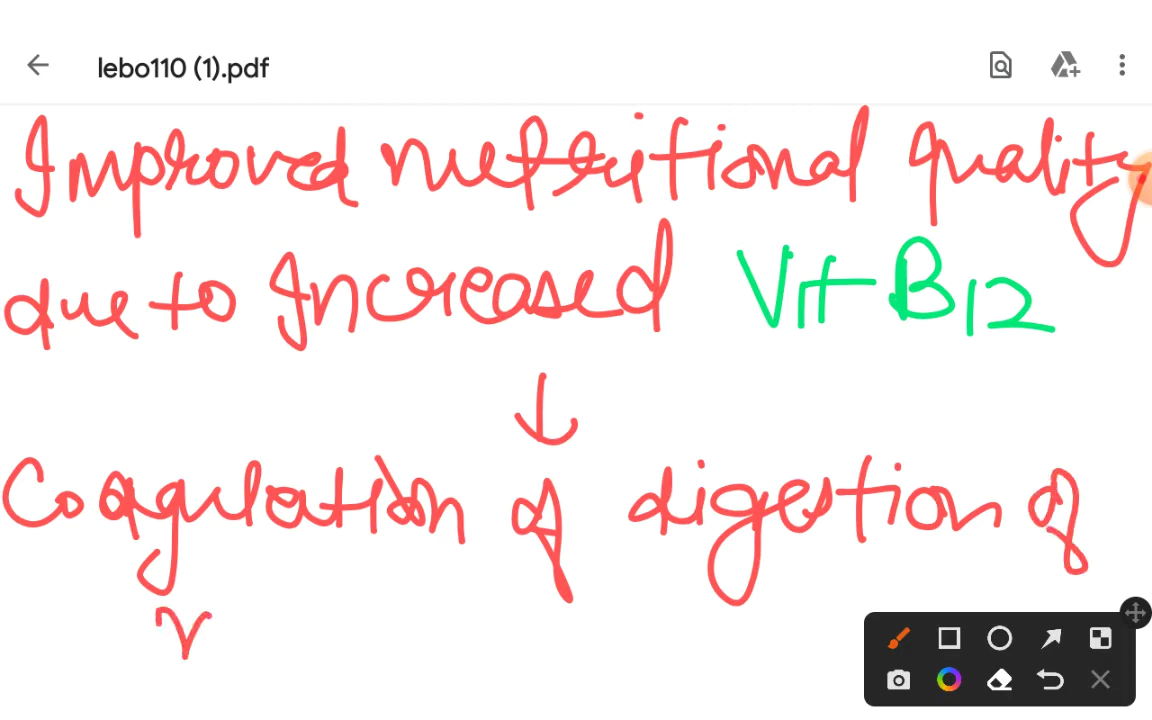 lebo110 (1).pdf
Improved nutritional quality
due to Increased Vit B12
↓
Coagulation of digestion of